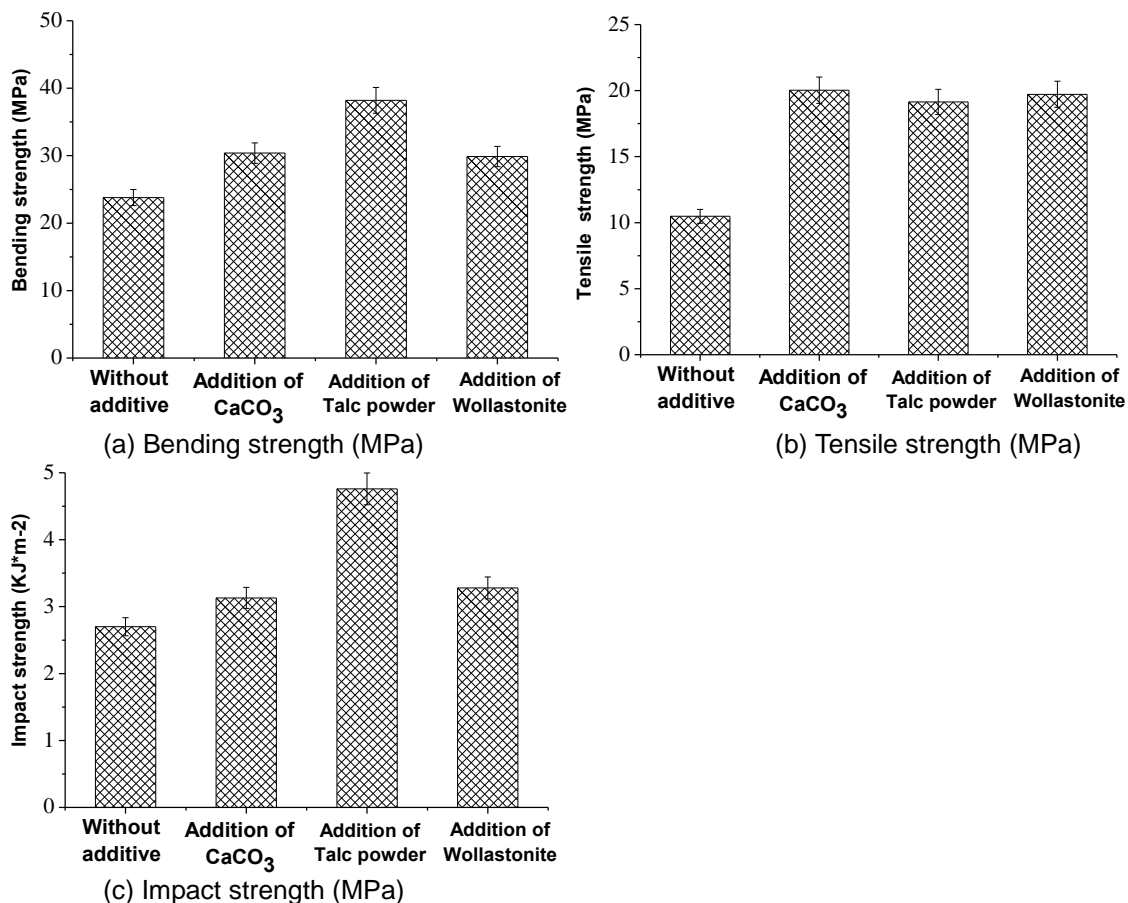 Bending strength (MPa)
50
40
30
20
10
0
Without
additive
Addition of
CaCO3
Addition of
Talc powder
Addition of
Wollastonite
(a) Bending strength (MPa)
Tensile strength (MPa)
25
20
15
10
5
0
Without
additive
Addition of
CaCO3
Addition of
Talc powder
Addition of
Wollastonite
(b) Tensile strength (MPa)
Impact strength (KJ*m-2)
5
4
3
2
1
0
Without
additive
Addition of
CaCO3
Addition of
Talc powder
Addition of
Wollastonite
(c) Impact strength (MPa)